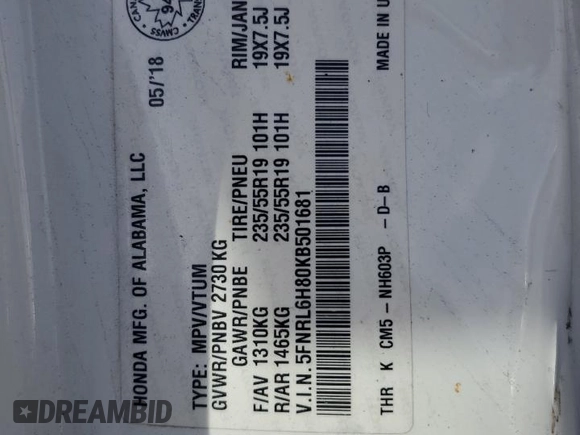 HONDA MFG. OF ALABAMA, LLC 05/'18
TYPE: MPV/VTUM
GVWR/PNBV 2730KG
GAWR/PNBE TIRE/PNEU RIM/JAN
F/AV 1310KG 235/55R19 101H 19X7.5J
R/AR 1465KG 235/55R19 101H 19X7.5J
V.I.N. 5FNRL6H80KB501681
THR K CM5 - NH603P - D-B MADE IN
CMVSS
DREAMBID